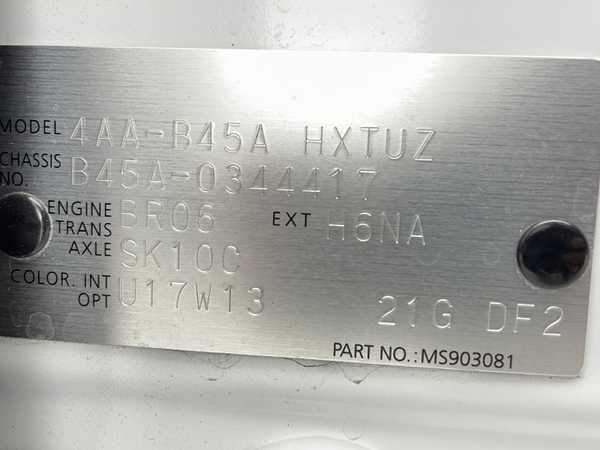 MODEL 4AA-B45A HXTUZ
CHASSIS NO. B45A-0344417
ENGINE BR06 EXT H6NA
TRANS AXLE SK10C
COLOR. INT OPT U17W13 21G DF2
PART NO.:MS903081